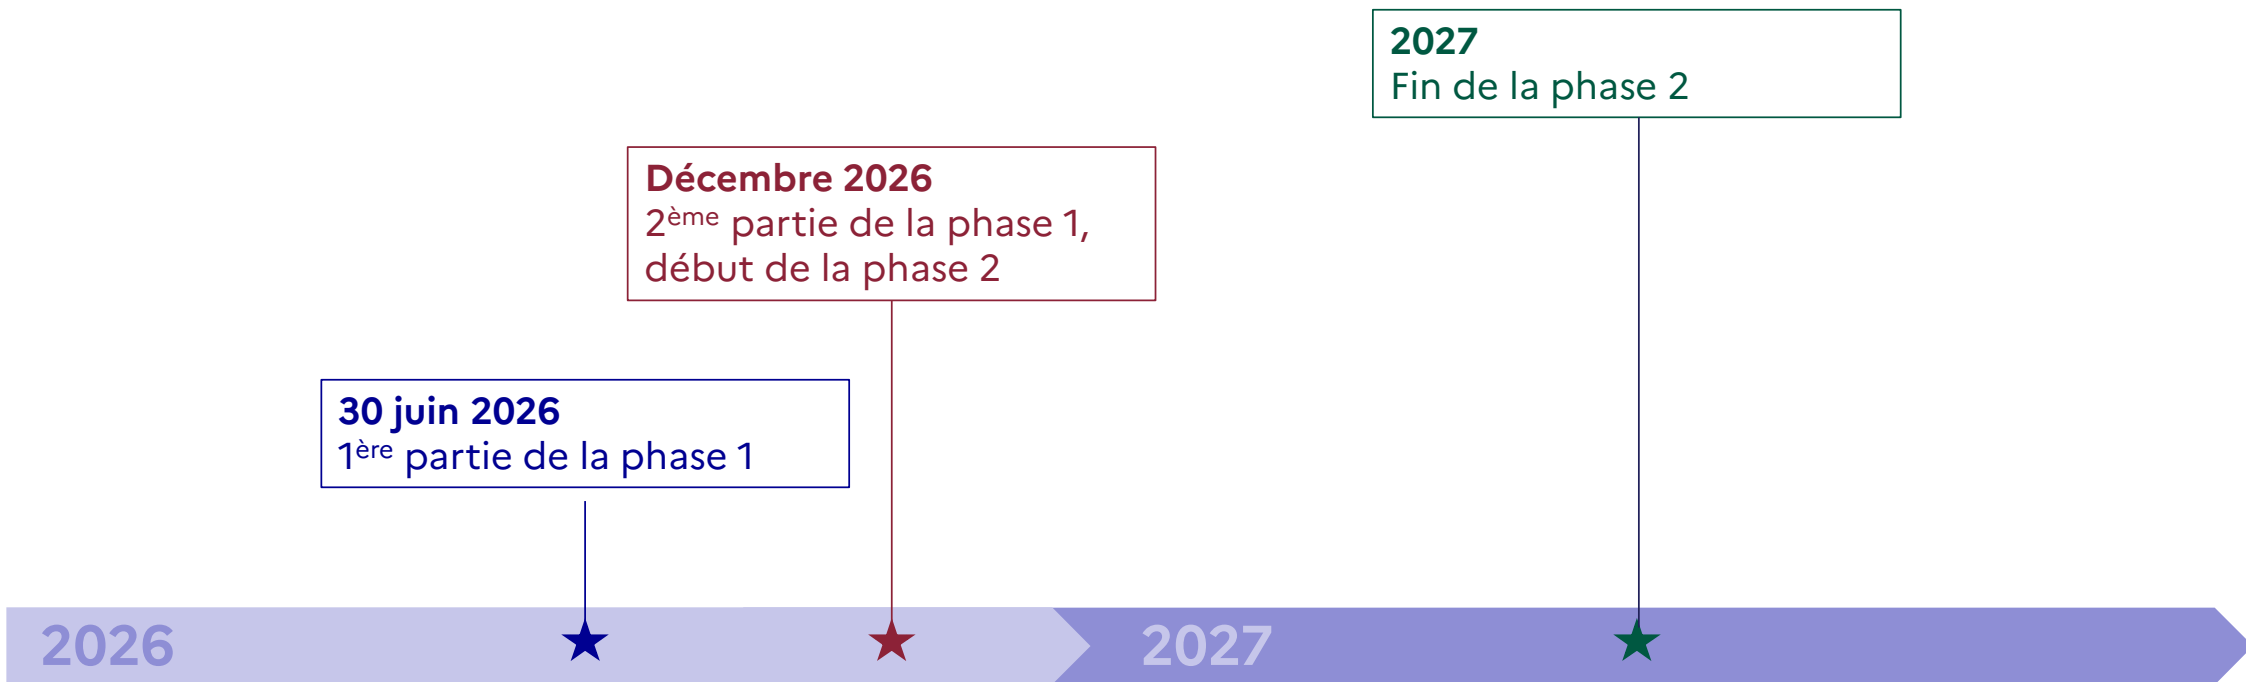 2027
Fin de la phase 2
Décembre 2026
2ème partie de la phase 1,
début de la phase 2
30 juin 2026
1ère partie de la phase 1
2026
2027